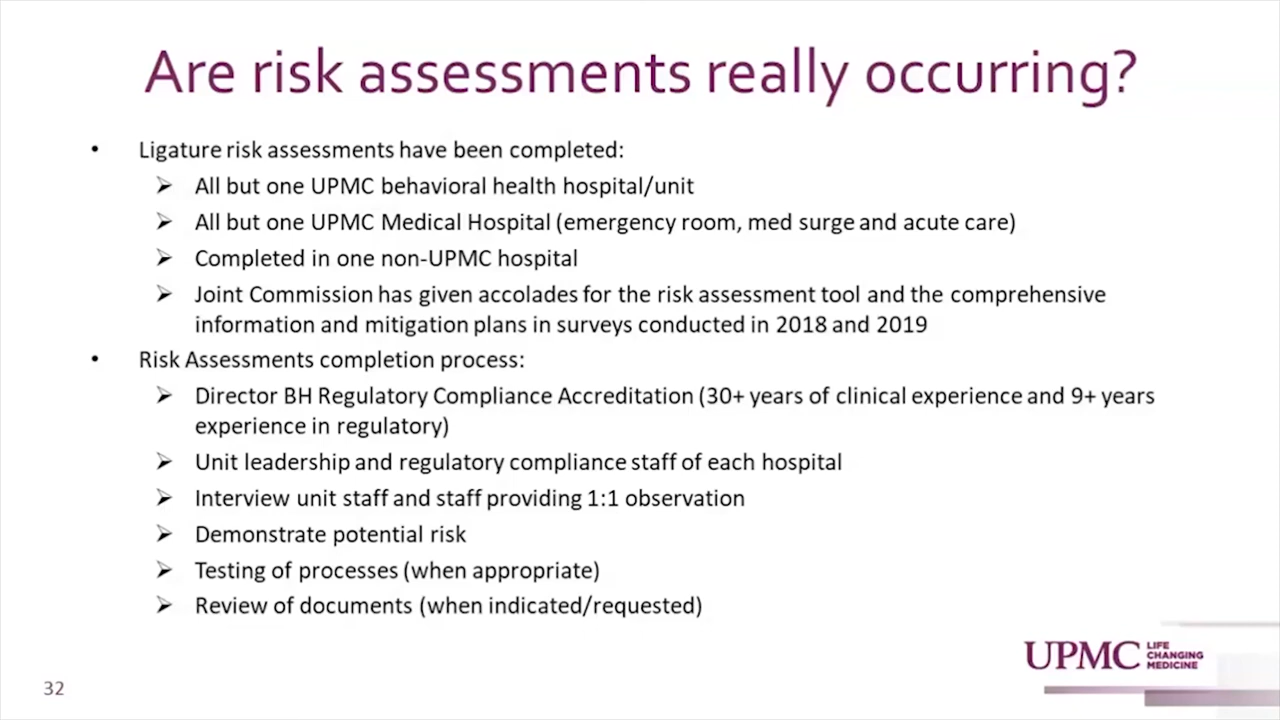 Are risk assessments really occurring?
• Ligature risk assessments have been completed:
➢ All but one UPMC behavioral health hospital/unit
➢ All but one UPMC Medical Hospital (emergency room, med surge and acute care)
➢ Completed in one non-UPMC hospital
➢ Joint Commission has given accolades for the risk assessment tool and the comprehensive
information and mitigation plans in surveys conducted in 2018 and 2019
• Risk Assessments completion process:
➢ Director BH Regulatory Compliance Accreditation (30+ years of clinical experience and 9+ years
experience in regulatory)
➢ Unit leadership and regulatory compliance staff of each hospital
➢ Interview unit staff and staff providing 1:1 observation
➢ Demonstrate potential risk
➢ Testing of processes (when appropriate)
➢ Review of documents (when indicated/requested)
UPMC
LIFE
CHANGING
MEDICINE
32